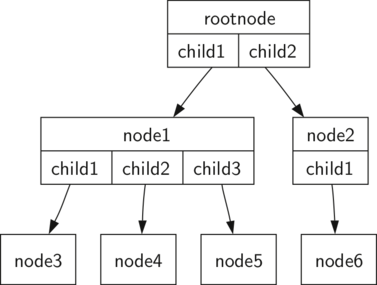 rootnode
child1 child2
node1 node2
child1 child2 child3 child1
node3 node4 node5 node6